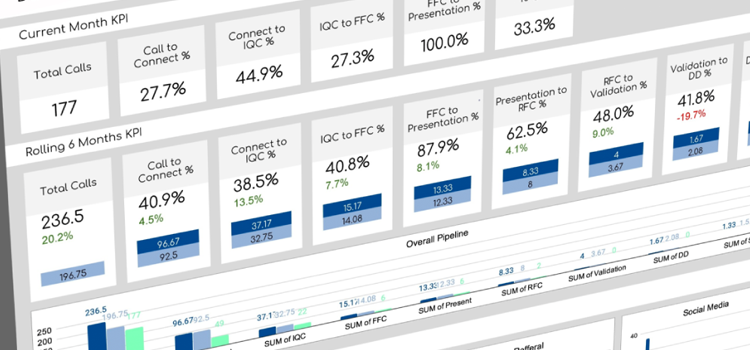 Current Month KPI
Total Calls
177
Call to
Connect %
27.7%
Connect to
IQC %
44.9%
IQC to FFC %
27.3%
FFC to
Presentation %
100.0%
33.3%
Rolling 6 Months KPI
Total Calls
236.5
20.2%
196.75
Call to
Connect %
40.9%
4.5%
96.67
92.5
Connect to
IQC %
38.5%
13.5%
37.17
32.75
IQC to FFC %
40.8%
7.7%
15.17
14.08
FFC to
Presentation %
87.9%
8.1%
13.33
12.33
Presentation to
RFC %
62.5%
4.1%
8.33
8
RFC to
Validation %
48.0%
9.0%
4
3.67
Validation to
DD %
41.8%
-19.7%
1.67
2.08
Overall Pipeline
250
200
236.5 196.75 177
96.67 92.5 49
37.17 32.75 22
SUM of IQC
15.17 14.08 6
SUM of FFC
13.33 12.33 6
SUM of Present
8.33 8 2
SUM of RFC
4 3.67 0
SUM of Validation
1.67 2.08 0
SUM of DD
1.33
SUM of
Social Media
40